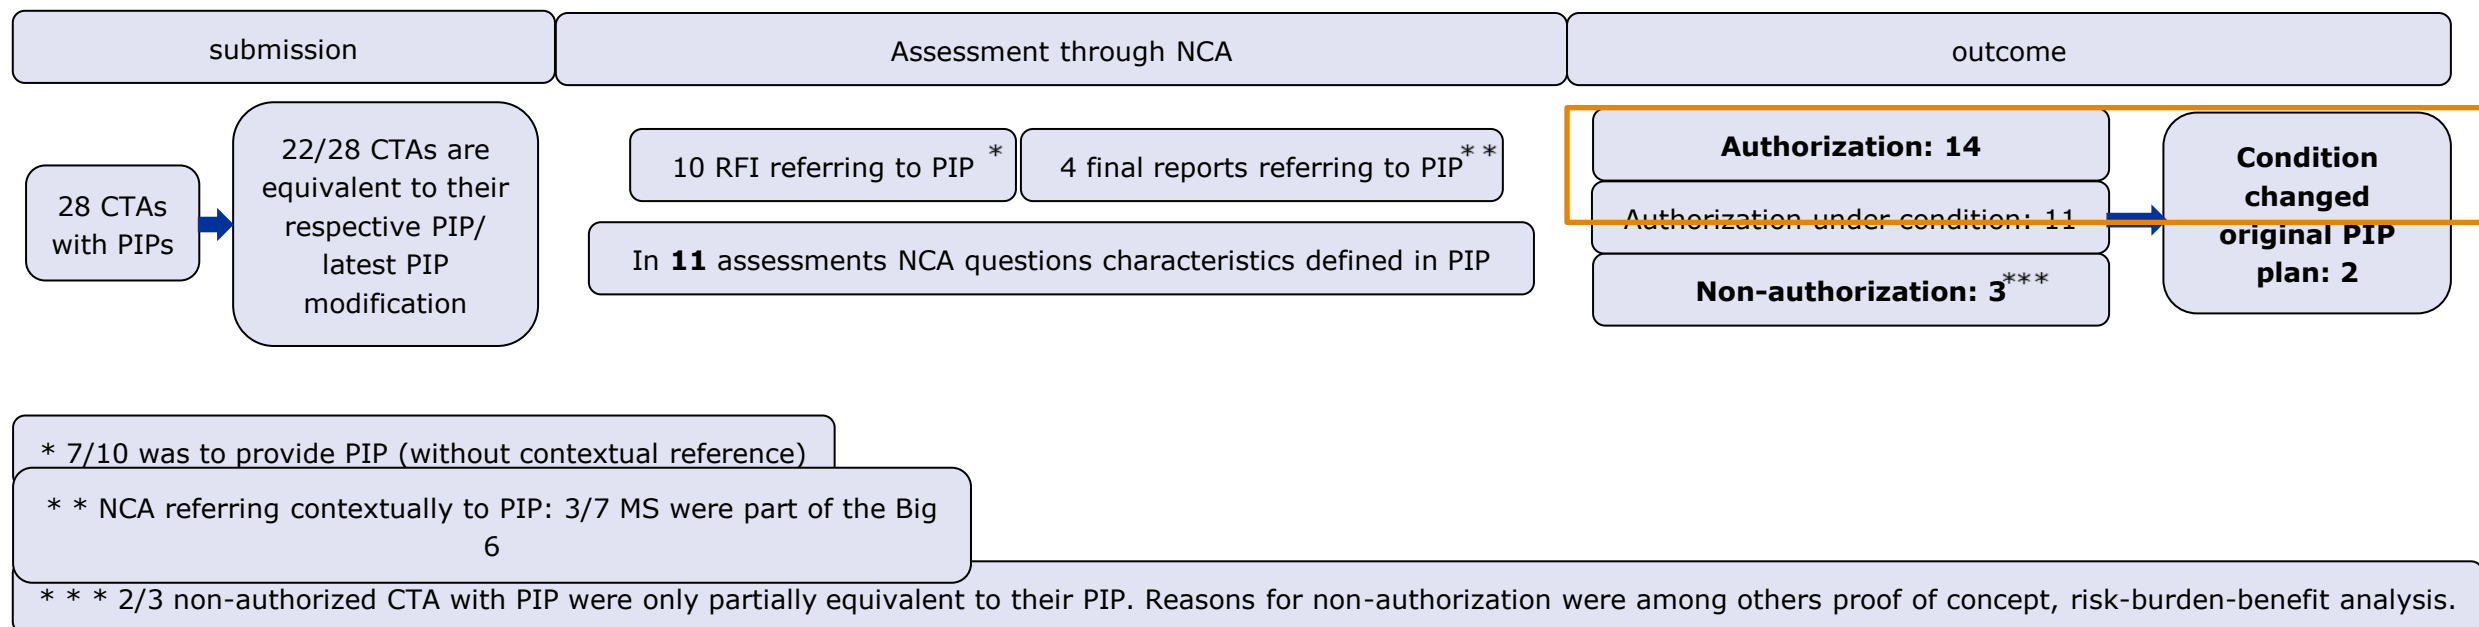 submission
Assessment through NCA
outcome
28 CTAs
with PIPs
22/28 CTAs are
equivalent to their
respective PIP/
latest PIP
modification
10 RFI referring to PIP *
4 final reports referring to PIP * *
In 11 assessments NCA questions characteristics defined in PIP
Authorization: 14
Authorization under condition: 11
Non-authorization: 3***
Condition
changed
original PIP
plan: 2
* 7/10 was to provide PIP (without contextual reference)
* * NCA referring contextually to PIP: 3/7 MS were part of the Big
6
* * * 2/3 non-authorized CTA with PIP were only partially equivalent to their PIP. Reasons for non-authorization were among others proof of concept, risk-burden-benefit analysis.